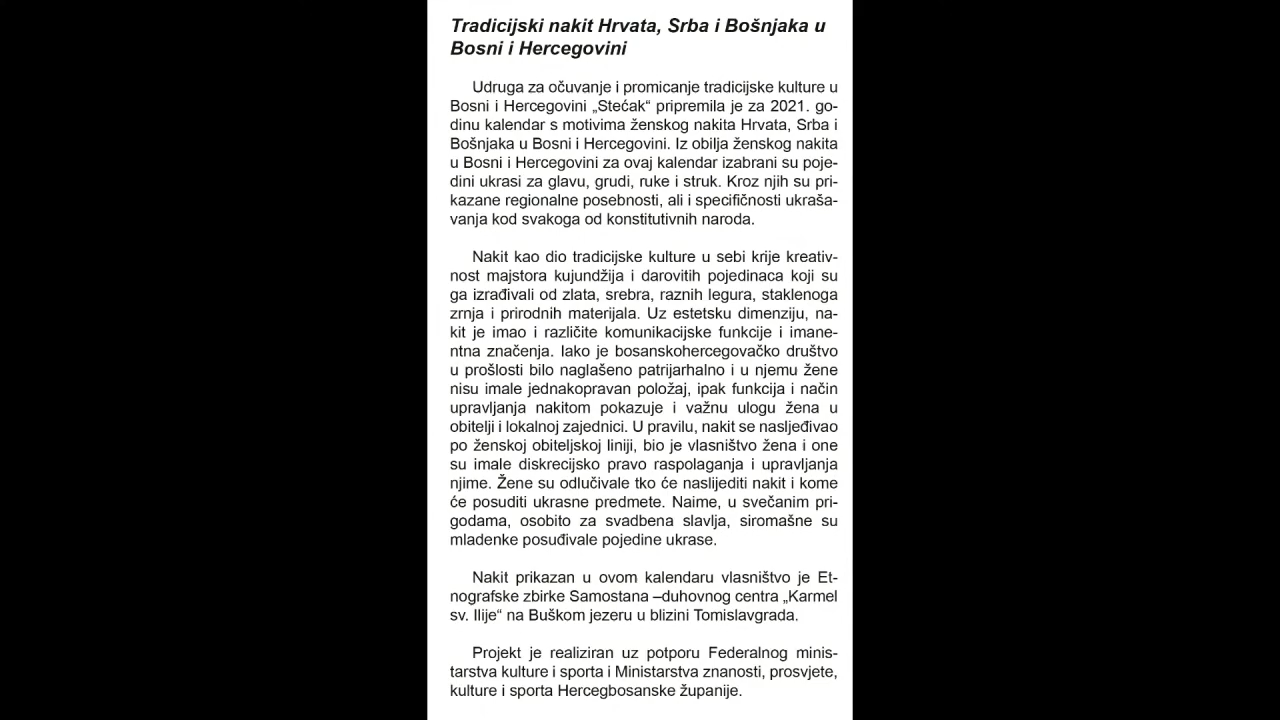 Tradicijski nakit Hrvata, Srba i Bošnjaka u
Bosni i Hercegovini
Udruga za očuvanje i promicanje tradicijske kulture u
Bosni i Hercegovini „Stećak“ pripremila je za 2021. go-
dinu kalendar s motivima ženskog nakita Hrvata, Srba i
Bošnjaka u Bosni i Hercegovini. Iz obilja ženskog nakita
u Bosni i Hercegovini za ovaj kalendar izabrani su poje-
dini ukrasi za glavu, grudi, ruke i struk. Kroz njih su pri-
kazane regionalne posebnosti, ali i specifičnosti ukraša-
vanja kod svakoga od konstitutivnih naroda.
Nakit kao dio tradicijske kulture u sebi krije kreativ-
nost majstora kujundžija i darovitih pojedinaca koji su
ga izrađivali od zlata, srebra, raznih legura, staklenoga
zrnja i prirodnih materijala. Uz estetsku dimenziju, na-
kit je imao i različite komunikacijske funkcije i imane-
ntna značenja. Iako je bosanskohercegovačko društvo
u prošlosti bilo naglašeno patrijarhalno i u njemu žene
nisu imale jednakopravan položaj, ipak funkcija i način
upravljanja nakitom pokazuje i važnu ulogu žena u
obitelji i lokalnoj zajednici. U pravilu, nakit se nasljeđivao
po ženskoj obiteljskoj liniji, bio je vlasništvo žena i one
su imale diskrecijsko pravo raspolaganja i upravljanja
njime. Žene su odlučivale tko će naslijediti nakit i kome
će posuditi ukrasne predmete. Naime, u svečanim pri-
godama, osobito za svadbena slavlja, siromašne su
mladenke posuđivale pojedine ukrase.
Nakit prikazan u ovom kalendaru vlasništvo je Et-
nografske zbirke Samostana –duhovnog centra „Karmel
sv. Ilije“ na Buškom jezeru u blizini Tomislavgrada.
Projekt je realiziran uz potporu Federalnog minis-
tarstva kulture i sporta i Ministarstva znanosti, prosvjete,
kulture i sporta Hercegbosanske županije.